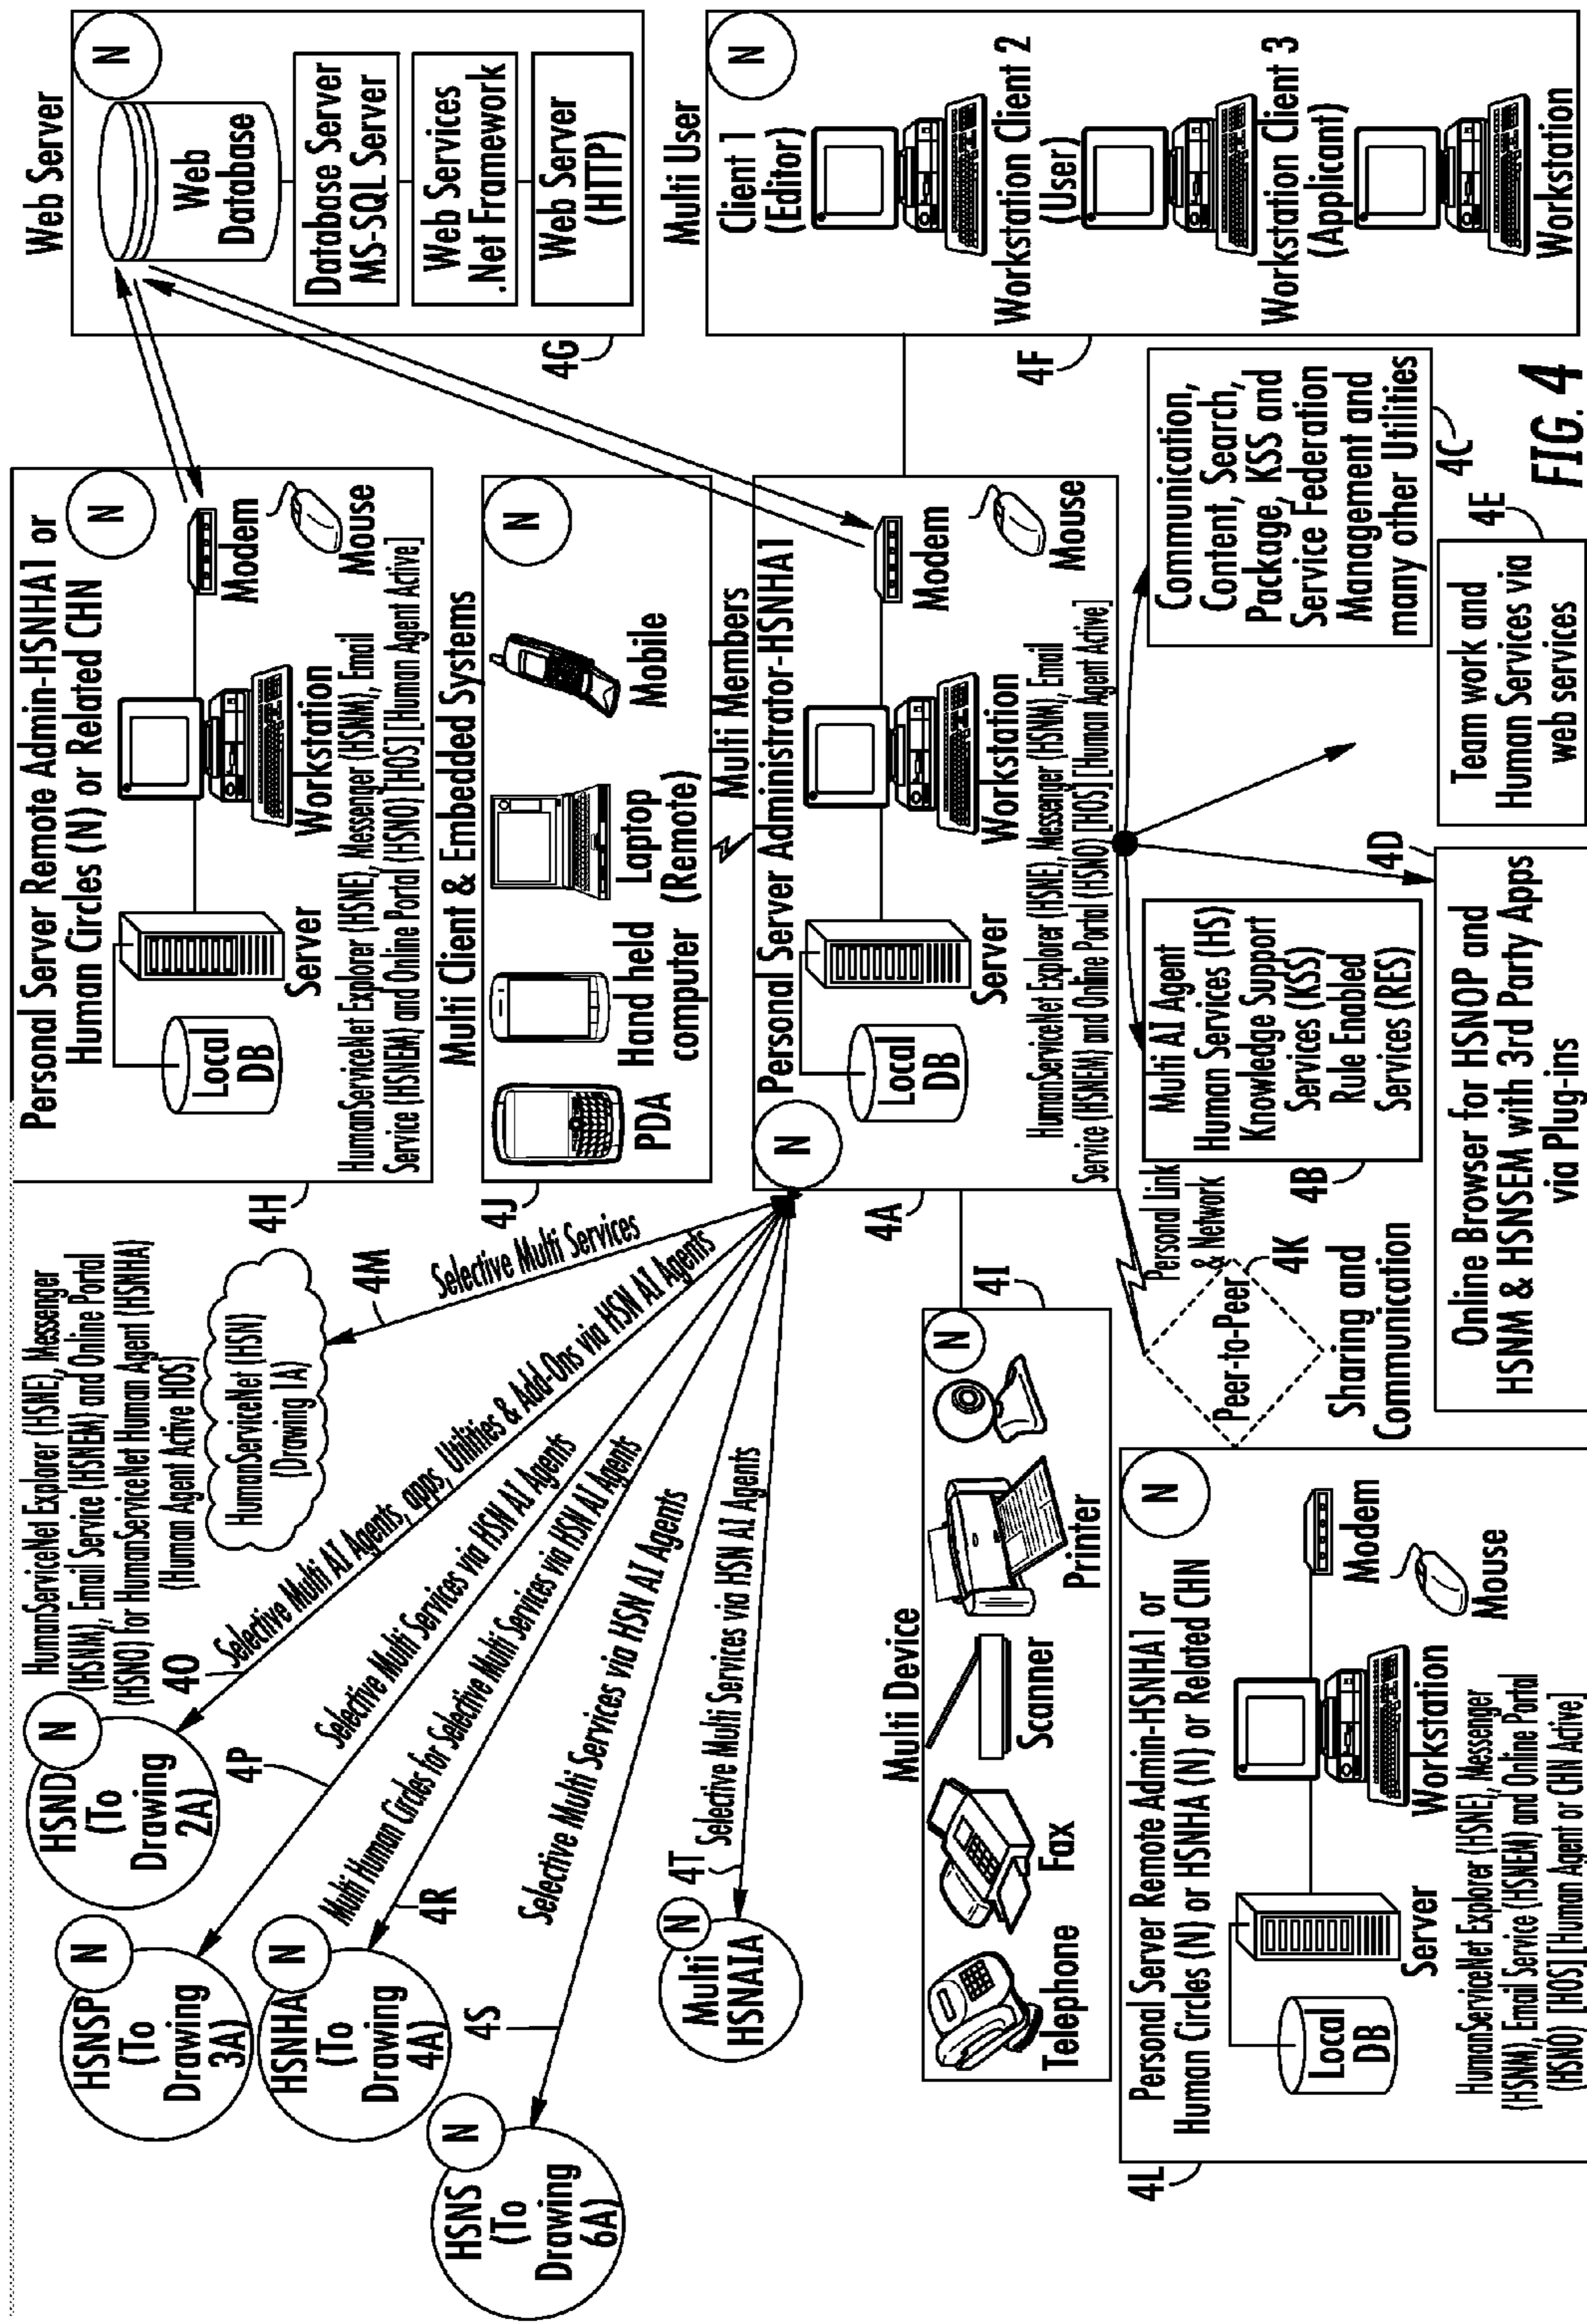 Personal Server Remote Admin-HSNHA1 or
Human Circles (N) or Related CHN
N
Local
DB
Server
Workstation
Modem
Mouse
HumanServiceNet Explorer (HSNE), Messenger (HSNM), Email
Service (HSNEM) and Online Portal (HSNO) [HOS] [Human Agent Active]
4H
Web Server
N
Web
Database
Database Server
MS-SQL Server
Web Services
.Net Framework
Web Server
(HTTP)
4G
HumanServiceNet Explorer (HSNE), Messenger
(HSNM), Email Service (HSNEM) and Online Portal
(HSNO) for HumanServiceNet Human Agent (HSNHA)
(Human Agent Active HOS)
HumanServiceNet (HSN)
(Drawing 1A)
4M
Selective Multi Services
HSND
(To
Drawing
2A)
N
4O
Selective Multi AI Agents, apps, Utilities & Add-Ons via HSN AI Agents
HSNSP
(To
Drawing
3A)
N
4P
Selective Multi Services via HSN AI Agents
HSNHA
(To
Drawing
4A)
N
4R
Multi Human Circles for Selective Multi Services via HSN AI Agents
HSNS
(To
Drawing
6A)
N
4S
Selective Multi Services via HSN AI Agents
Multi
HSNAIA
N
4T
Selective Multi Services via HSN AI Agents
Multi Client & Embedded Systems
N
PDA
Hand held
computer
Laptop
(Remote)
Mobile
4J
Multi Members
Personal Server Administrator-HSNHA1
N
Local
DB
Server
Workstation
Modem
Mouse
HumanServiceNet Explorer (HSNE), Messenger (HSNM), Email
Service (HSNEM) and Online Portal (HSNO) [HOS] [Human Agent Active]
4A
Multi User
N
Client 1
(Editor)
Workstation Client 2
(User)
Workstation Client 3
(Applicant)
Workstation
4F
Multi Device
N
Telephone
Fax
Scanner
Printer
4I
Personal Link
& Network
Peer-to-Peer
4K
Sharing and
Communication
Multi AI Agent
Human Services (HS)
Knowledge Support
Services (KSS)
Rule Enabled
Services (RES)
4B
Communication,
Content, Search,
Package, KSS and
Service Federation
Management and
many other Utilities
4C
4D
Online Browser for HSNOP and
HSNM & HSNSEM with 3rd Party Apps
via Plug-ins
4E
Team work and
Human Services via
web services
Personal Server Remote Admin-HSNHA1 or
Human Circles (N) or HSNHA (N) or Related CHN
N
Local
DB
Server
Workstation
Modem
Mouse
HumanServiceNet Explorer (HSNE), Messenger
(HSNM), Email Service (HSNEM) and Online Portal
(HSNO) [HOS] [Human Agent or CHN Active]
4L
FIG. 4